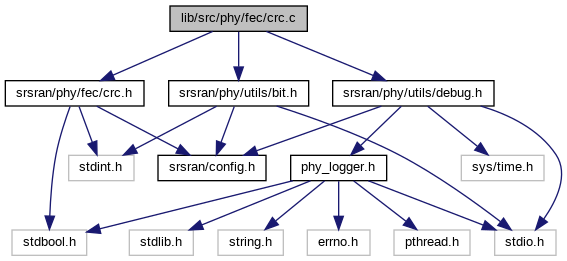 lib/src/phy/fec/crc.c
srsran/phy/fec/crc.h
srsran/phy/utils/bit.h
srsran/phy/utils/debug.h
stdint.h
srsran/config.h
phy_logger.h
sys/time.h
stdbool.h
stdlib.h
string.h
errno.h
pthread.h
stdio.h